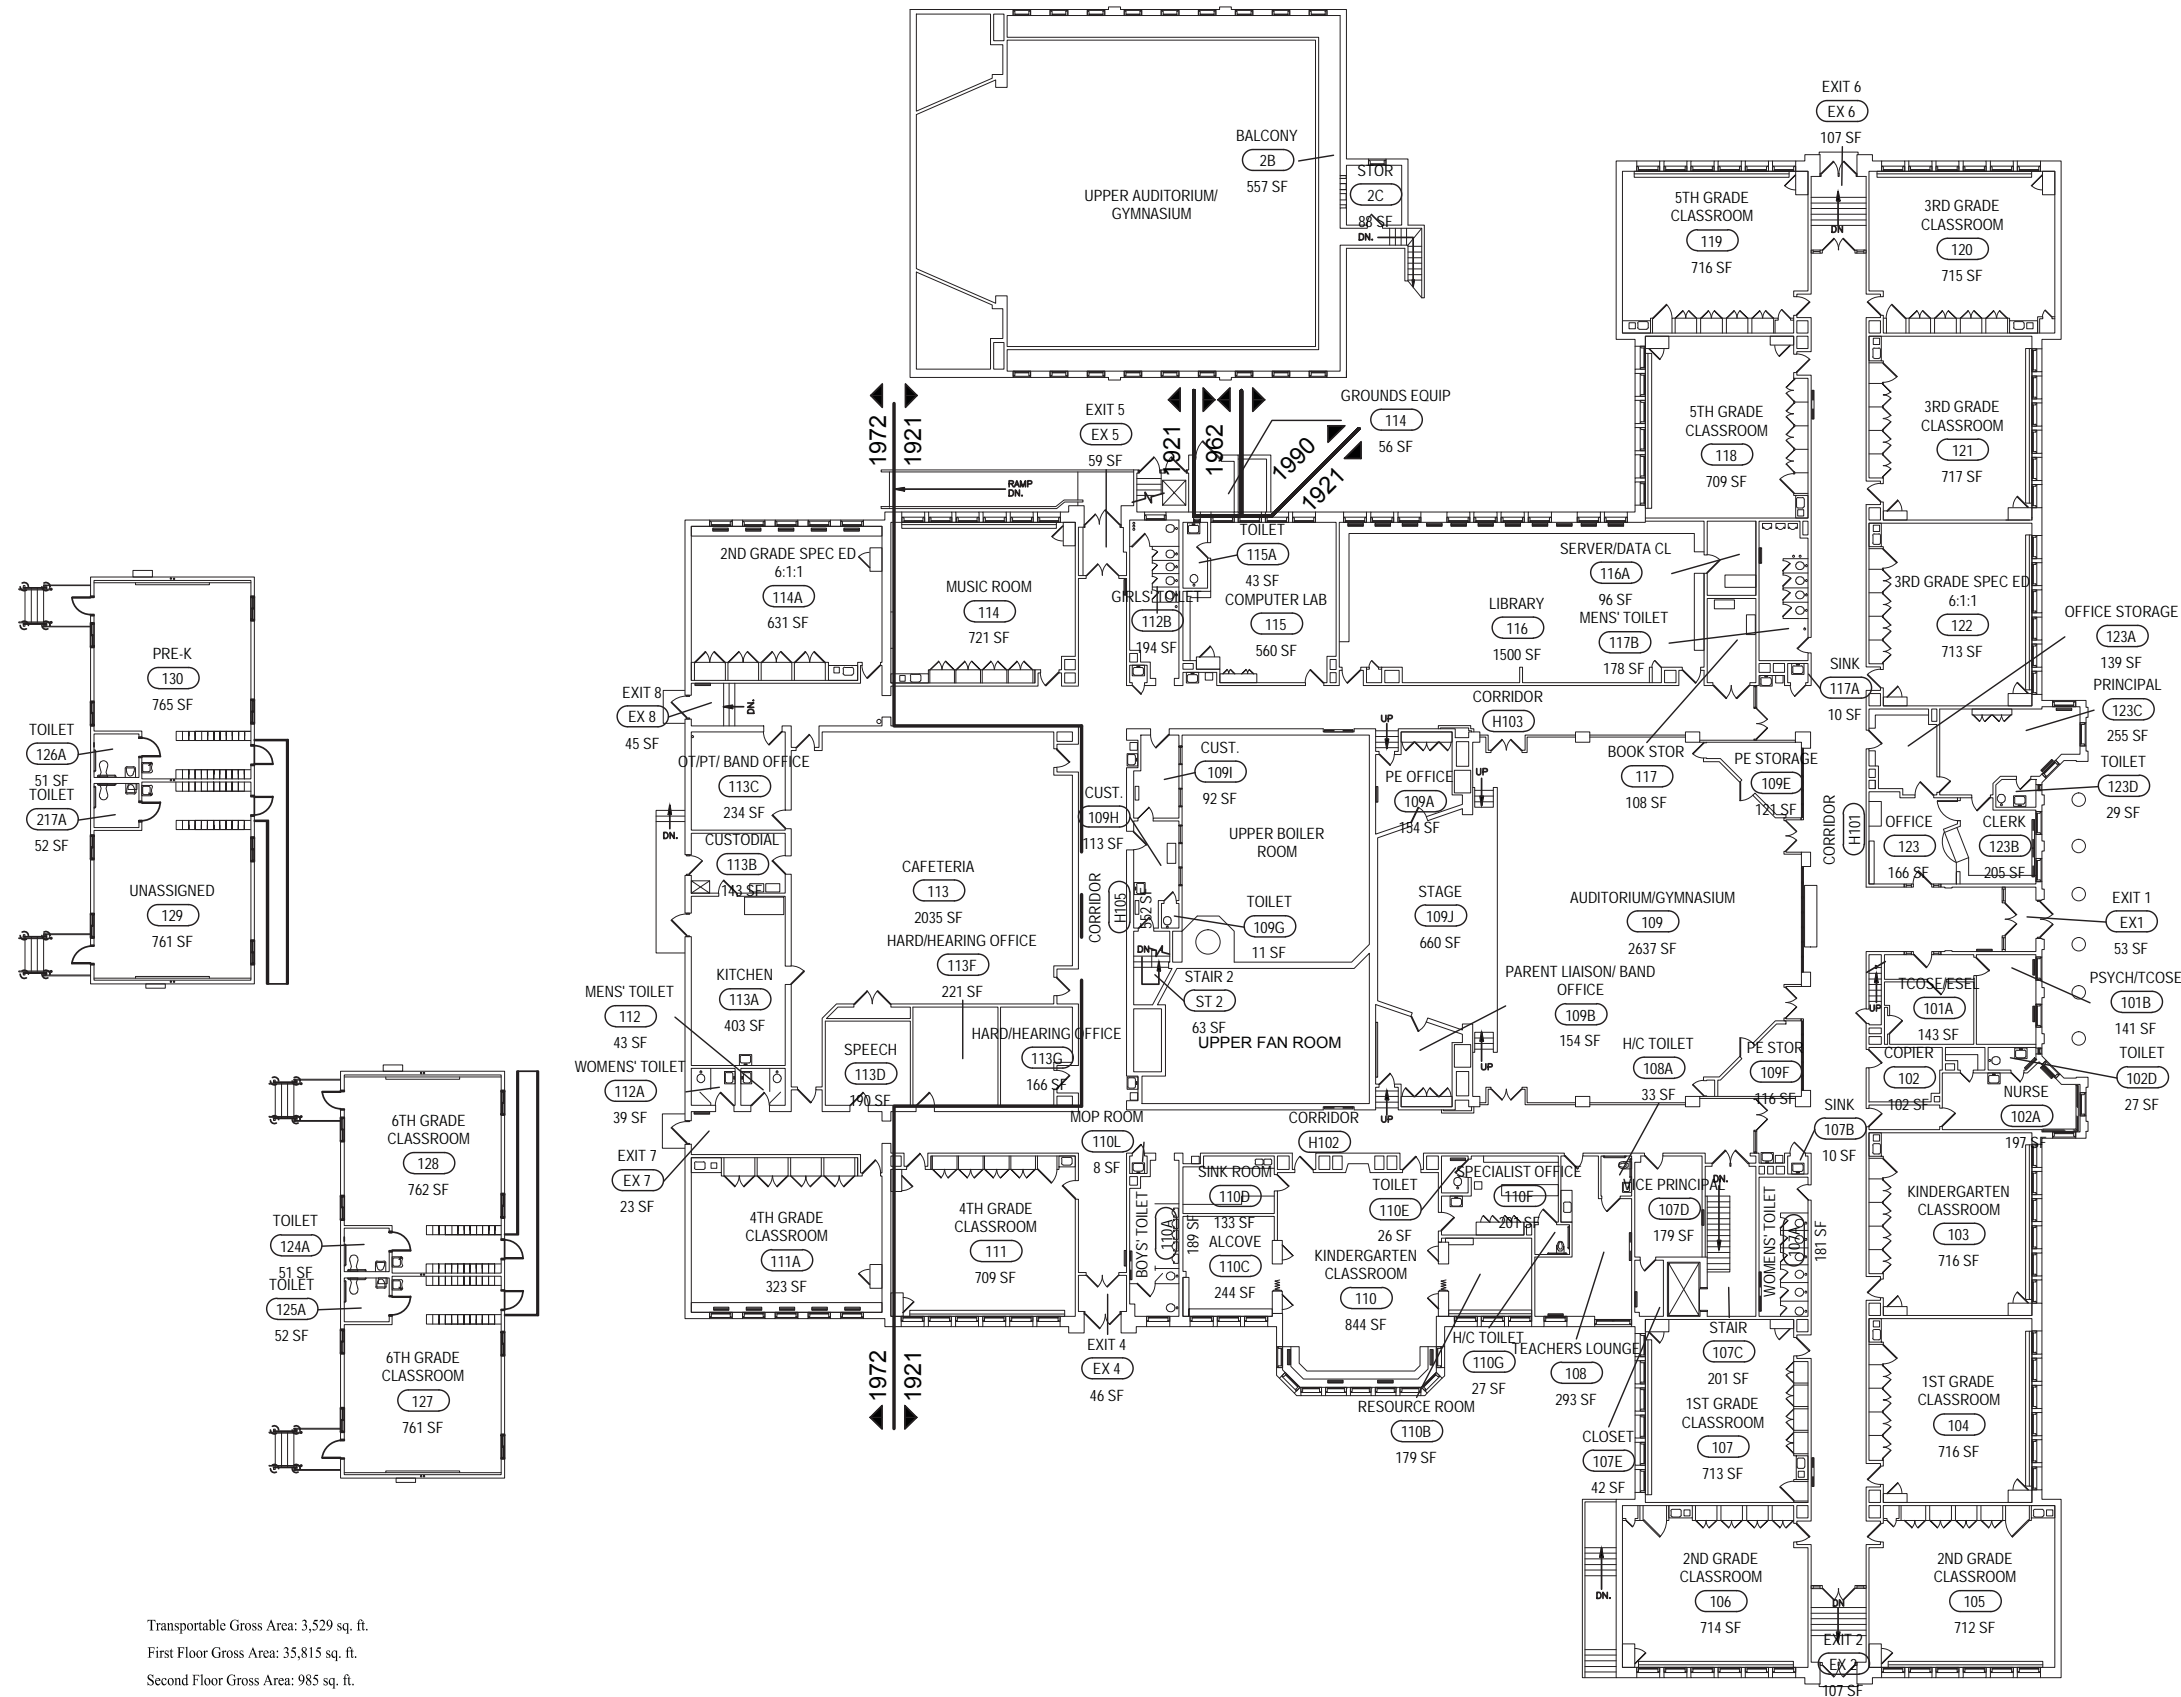 BALCONY
2B
557 SF
STOR
2C
88 SF
DN.
UPPER AUDITORIUM/
GYMNASIUM
EXIT 6
EX 6
107 SF
DN
5TH GRADE
CLASSROOM
119
716 SF
3RD GRADE
CLASSROOM
120
715 SF
5TH GRADE
CLASSROOM
118
709 SF
3RD GRADE
CLASSROOM
121
717 SF
1972
1921
EXIT 5
EX 5
59 SF
1921
1962
1990
1921
GROUNDS EQUIP
114
56 SF
RAMP
DN.
2ND GRADE SPEC ED
6:1:1
114A
631 SF
MUSIC ROOM
114
721 SF
GIRLS' TOILET
112B
194 SF
TOILET
115A
43 SF
COMPUTER LAB
115
560 SF
LIBRARY
116
1500 SF
SERVER/DATA CL
116A
96 SF
MENS' TOILET
117B
178 SF
3RD GRADE SPEC ED
6:1:1
122
713 SF
OFFICE STORAGE
123A
139 SF
PRINCIPAL
123C
255 SF
SINK
117A
10 SF
TOILET
123D
29 SF
PRE-K
130
765 SF
TOILET
126A
51 SF
TOILET
217A
52 SF
UNASSIGNED
129
761 SF
EXIT 8
EX 8
45 SF
DN.
OT/PT/ BAND OFFICE
113C
234 SF
DN.
CUSTODIAL
113B
143 SF
CAFETERIA
113
2035 SF
HARD/HEARING OFFICE
113F
221 SF
CORRIDOR
H105
552 SF
CUST.
109I
92 SF
CUST.
109H
113 SF
UPPER BOILER
ROOM
TOILET
109G
11 SF
DN
STAIR 2
ST 2
63 SF
UPPER FAN ROOM
CORRIDOR
H103
UP
UP
PE OFFICE
109A
154 SF
STAGE
109J
660 SF
AUDITORIUM/GYMNASIUM
109
2637 SF
BOOK STOR
117
108 SF
PE STORAGE
109E
121 SF
CORRIDOR
H101
OFFICE
123
166 SF
CLERK
123B
205 SF
EXIT 1
EX1
53 SF
PARENT LIAISON/ BAND
OFFICE
109B
154 SF
UP
UP
TCOSE/ESEL
101A
143 SF
UP
PSYCH/TCOSE
101B
141 SF
COPIER
102
102 SF
NURSE
102A
197 SF
TOILET
102D
27 SF
KITCHEN
113A
403 SF
MENS' TOILET
112
43 SF
WOMENS' TOILET
112A
39 SF
SPEECH
113D
190 SF
HARD/HEARING OFFICE
113G
166 SF
H/C TOILET
108A
33 SF
PE STOR
109F
116 SF
SINK
107B
10 SF
EXIT 7
EX 7
23 SF
MOP ROOM
110L
8 SF
CORRIDOR
H102
4TH GRADE
CLASSROOM
111A
323 SF
4TH GRADE
CLASSROOM
111
709 SF
BOYS' TOILET
110A
189 SF
SINK ROOM
110D
133 SF
ALCOVE
110C
244 SF
TOILET
110E
26 SF
KINDERGARTEN
CLASSROOM
110
844 SF
SPECIALIST OFFICE
110F
201 SF
VICE PRINCIPAL
107D
179 SF
DN.
WOMENS' TOILET
107A
181 SF
KINDERGARTEN
CLASSROOM
103
716 SF
6TH GRADE
CLASSROOM
128
762 SF
TOILET
124A
51 SF
TOILET
125A
52 SF
6TH GRADE
CLASSROOM
127
761 SF
1972
1921
EXIT 4
EX 4
46 SF
H/C TOILET
110G
27 SF
RESOURCE ROOM
110B
179 SF
TEACHERS LOUNGE
108
293 SF
CLOSET
107E
42 SF
STAIR
107C
201 SF
1ST GRADE
CLASSROOM
107
713 SF
1ST GRADE
CLASSROOM
104
716 SF
DN.
2ND GRADE
CLASSROOM
106
714 SF
2ND GRADE
CLASSROOM
105
712 SF
DN
EXIT 2
EX 2
107 SF
Transportable Gross Area: 3,529 sq. ft.
First Floor Gross Area: 35,815 sq. ft.
Second Floor Gross Area: 985 sq. ft.